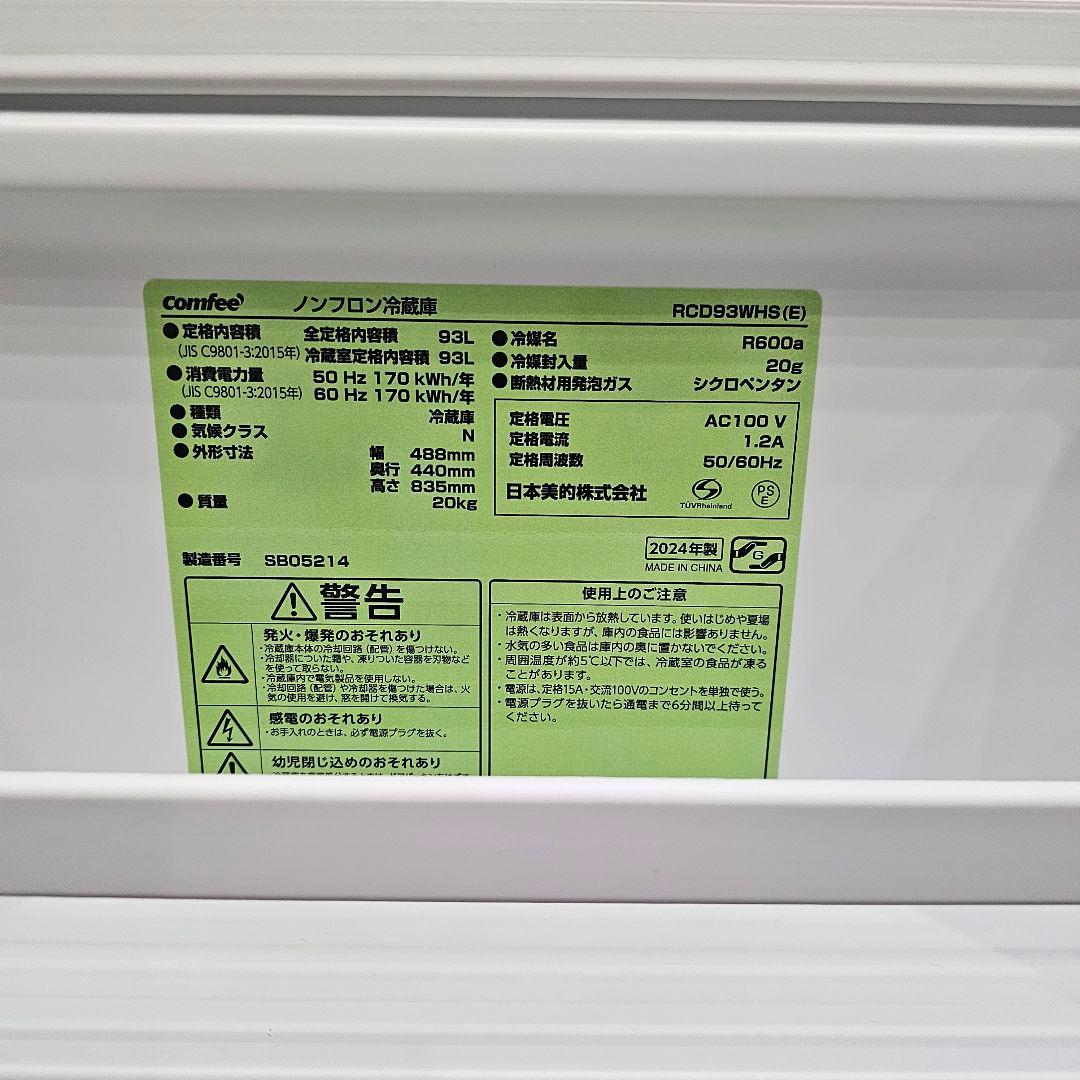 comfee' ノンフロン冷蔵庫 RCD93WHS(E)
●定格内容積 全定格内容積 93L
(JIS C9801-3:2015年) 冷蔵室定格内容積 93L
●消費電力量 50 Hz 170 kWh/年
(JIS C9801-3:2015年) 60 Hz 170 kWh/年
●種類 冷蔵庫
●気候クラス N
●外形寸法 幅 488mm
奥行 440mm
高さ 835mm
●質量 20kg
●冷媒名 R600a
●冷媒封入量 20g
●断熱材用発泡ガス シクロペンタン
定格電圧 AC100 V
定格電流 1.2A
定格周波数 50/60Hz
日本美的株式会社 TÜVRheinland PSE
製造番号 SB05214
2024年製
MADE IN CHINA
G
警告
発火・爆発のおそれあり
・冷蔵庫本体の冷却回路（配管）を傷つけない。
・冷却器についた霜や、凍りついた容器を刃物など
を使って取らない。
・冷蔵庫内で電気製品を使用しない。
・冷却回路（配管）や冷却器を傷つけた場合は、火
気の使用を避け、窓を開けて換気する。
感電のおそれあり
・お手入れのときは、必ず電源プラグを抜く。
幼児閉じ込めのおそれあり
使用上のご注意
・冷蔵庫は表面から放熱しています。使いはじめや夏場
は熱くなりますが、庫内の食品には影響ありません。
・水気の多い食品は庫内の奥に置かないでください。
・周囲温度が約5℃以下では、冷蔵室の食品が凍る
ことがあります。
・電源は、定格15A・交流100Vのコンセントを単独で使う。
・電源プラグを抜いたら通電まで6分間以上待って
ください。